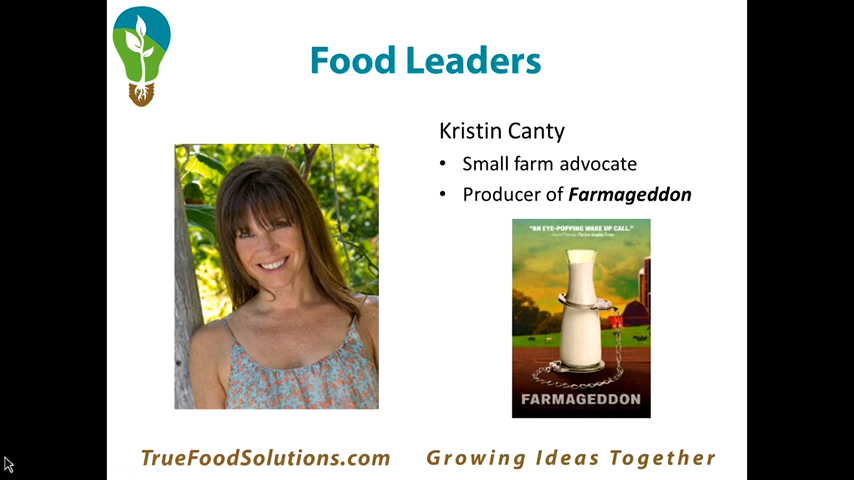 Food Leaders
Kristin Canty
• Small farm advocate
• Producer of Farmageddon
"AN EYE-POPPING WAKE UP CALL."
FARMAGEDDON
TrueFoodSolutions.com
Growing Ideas Together